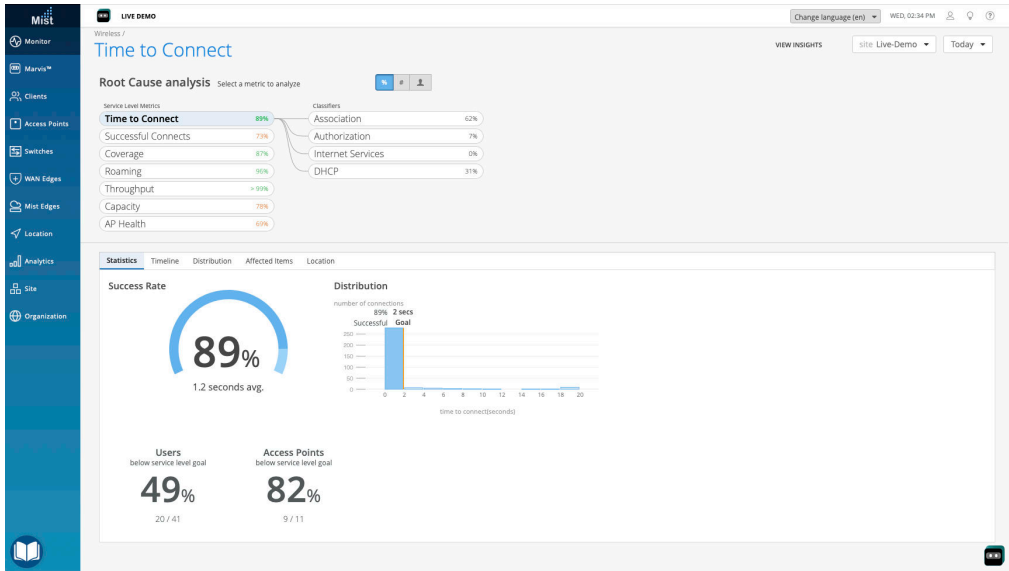 Mist
LIVE DEMO
Change language (en)
WED, 02:34 PM
Monitor
Marvis™
Clients
Access Points
Switches
WAN Edges
Mist Edges
Location
Analytics
Site
Organization
Wireless /
Time to Connect
VIEW INSIGHTS
site Live-Demo
Today
Root Cause analysis Select a metric to analyze
% #
Service Level Metrics
Time to Connect 89%
Successful Connects 73%
Coverage 87%
Roaming 90%
Throughput > 99%
Capacity 78%
AP Health 69%
Classifiers
Association 62%
Authorization 7%
Internet Services 0%
DHCP 31%
Statistics Timeline Distribution Affected Items Location
Success Rate
89%
1.2 seconds avg.
Distribution
number of connections
89% 2 secs
Successful Goal
250
200
150
100
50
0
0 2 4 6 8 10 12 14 16 18 20
time to connect(seconds)
Users
below service level goal
49%
20 / 41
Access Points
below service level goal
82%
9 / 11